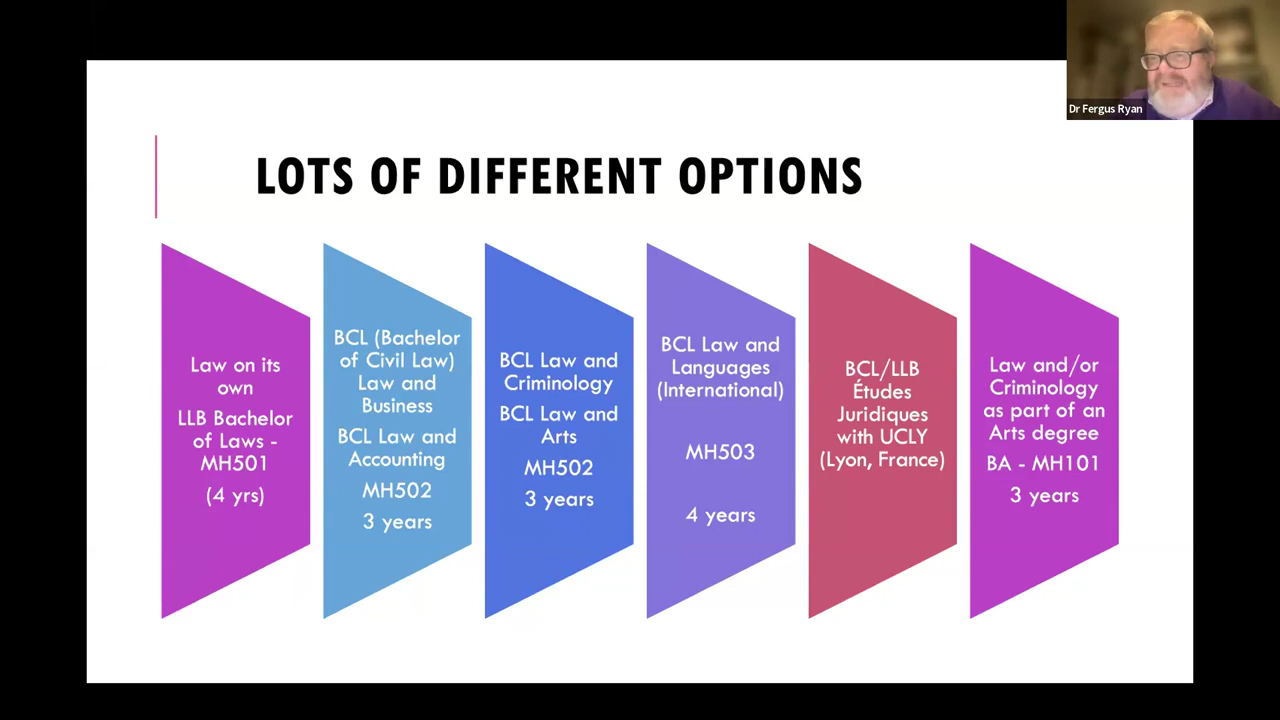 Dr Fergus Ryan
LOTS OF DIFFERENT OPTIONS
Law on its
own
LLB Bachelor
of Laws -
MH501
(4 yrs)
BCL (Bachelor
of Civil Law)
Law and
Business
BCL Law and
Accounting
MH502
3 years
BCL Law and
Criminology
BCL Law and
Arts
MH502
3 years
BCL Law and
Languages
(International)
MH503
4 years
BCL/LLB
Études
Juridiques
with UCLY
(Lyon, France)
Law and/or
Criminology
as part of an
Arts degree
BA - MH101
3 years